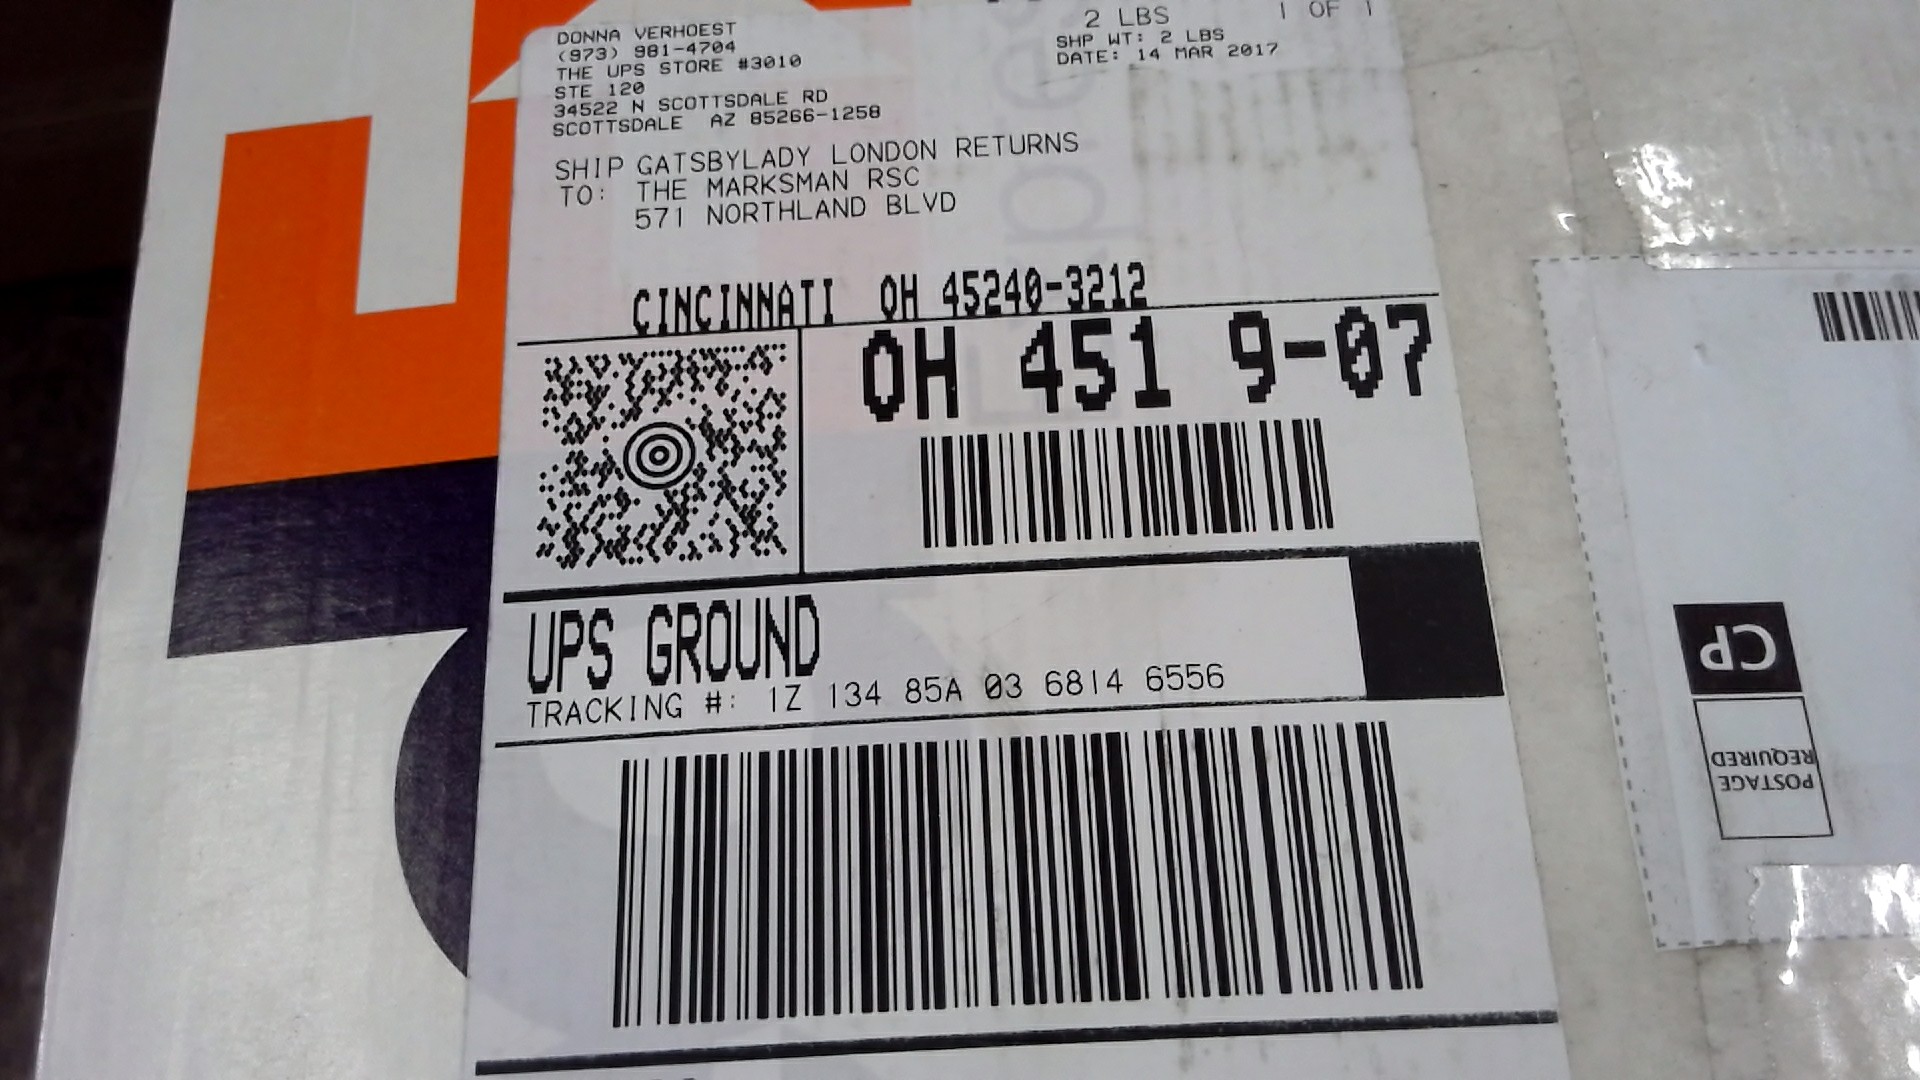 DONNA VERHOEST
(973) 981-4704
THE UPS STORE #3010
STE 120
34522 N SCOTTSDALE RD
SCOTTSDALE AZ 85266-1258
2 LBS 1 OF 1
SHP WT: 2 LBS
DATE: 14 MAR 2017
SHIP GATSBYLADY LONDON RETURNS
TO: THE MARKSMAN RSC
571 NORTHLAND BLVD
CINCINNATI OH 45240-3212
OH 451 9-07
UPS GROUND
TRACKING #: 1Z 134 85A 03 6814 6556
CP
POSTAGE
REQUIRED